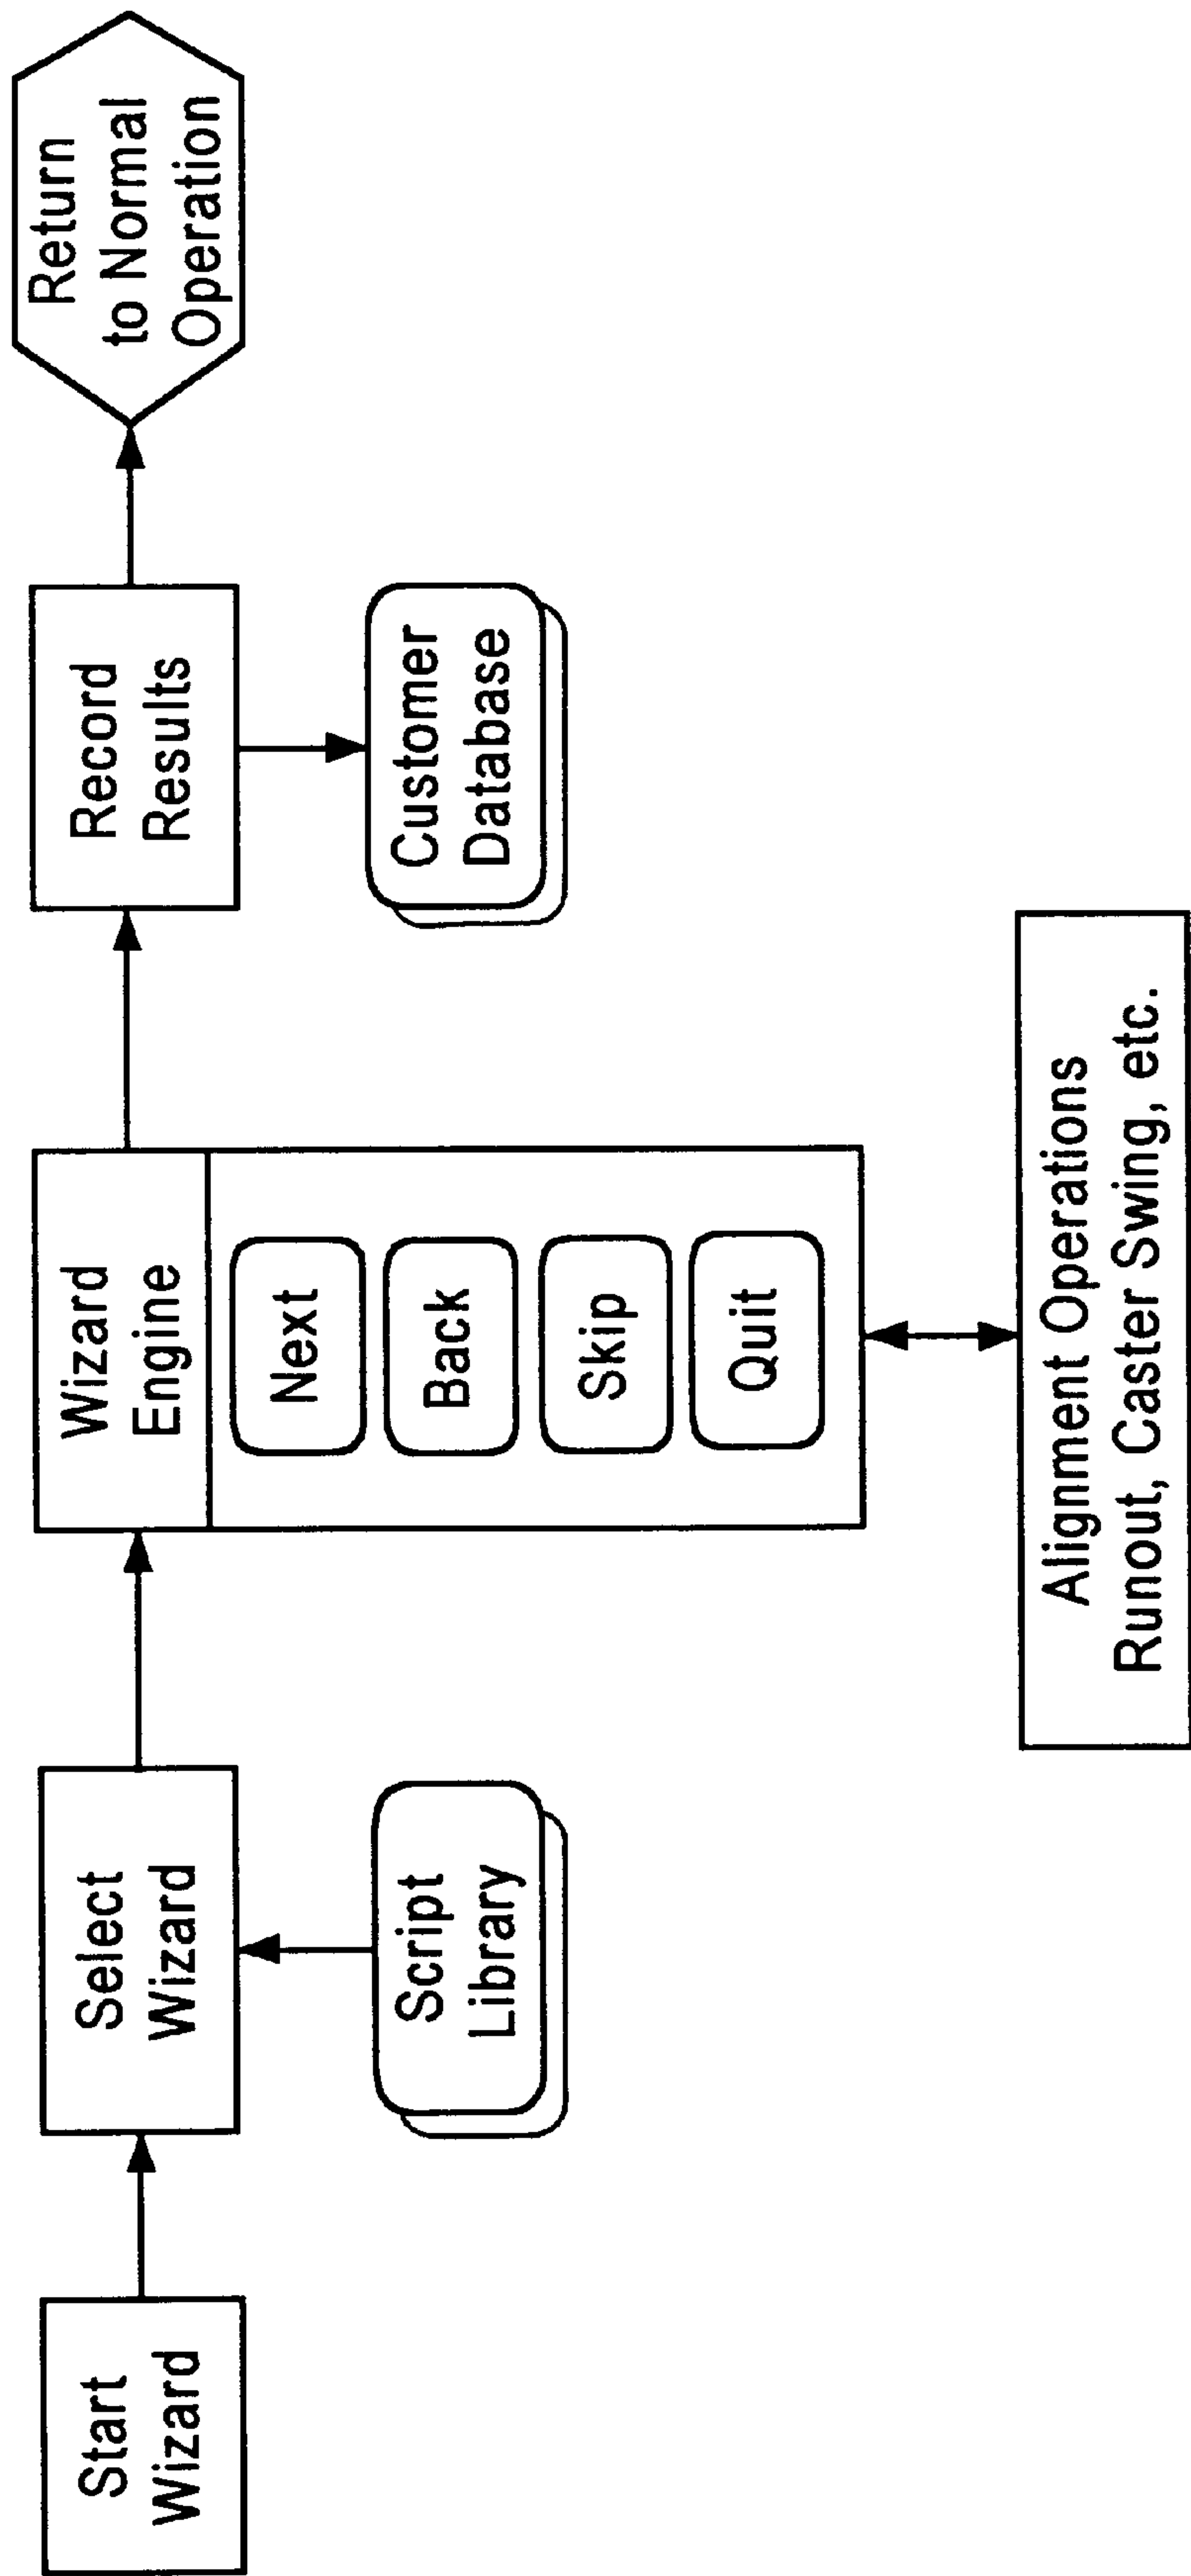 Start
Wizard
Select
Wizard
Script
Library
Wizard
Engine
Next
Back
Skip
Quit
Alignment Operations
Runout, Caster Swing, etc.
Record
Results
Customer
Database
Return
to Normal
Operation